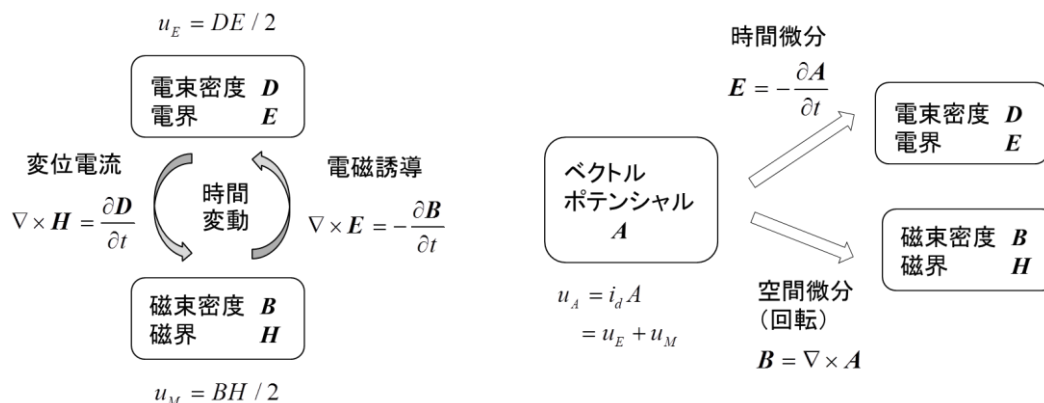 u_E = DE / 2
電束密度 D
電界 E
変位電流
∇ × H = ∂D/∂t
時間
変動
電磁誘導
∇ × E = -∂B/∂t
磁束密度 B
磁界 H
u_M = BH / 2
時間微分
E = -∂A/∂t
電束密度 D
電界 E
ベクトル
ポテンシャル
A
u_A = i_d A
= u_E + u_M
磁束密度 B
磁界 H
空間微分
(回転)
B = ∇ × A